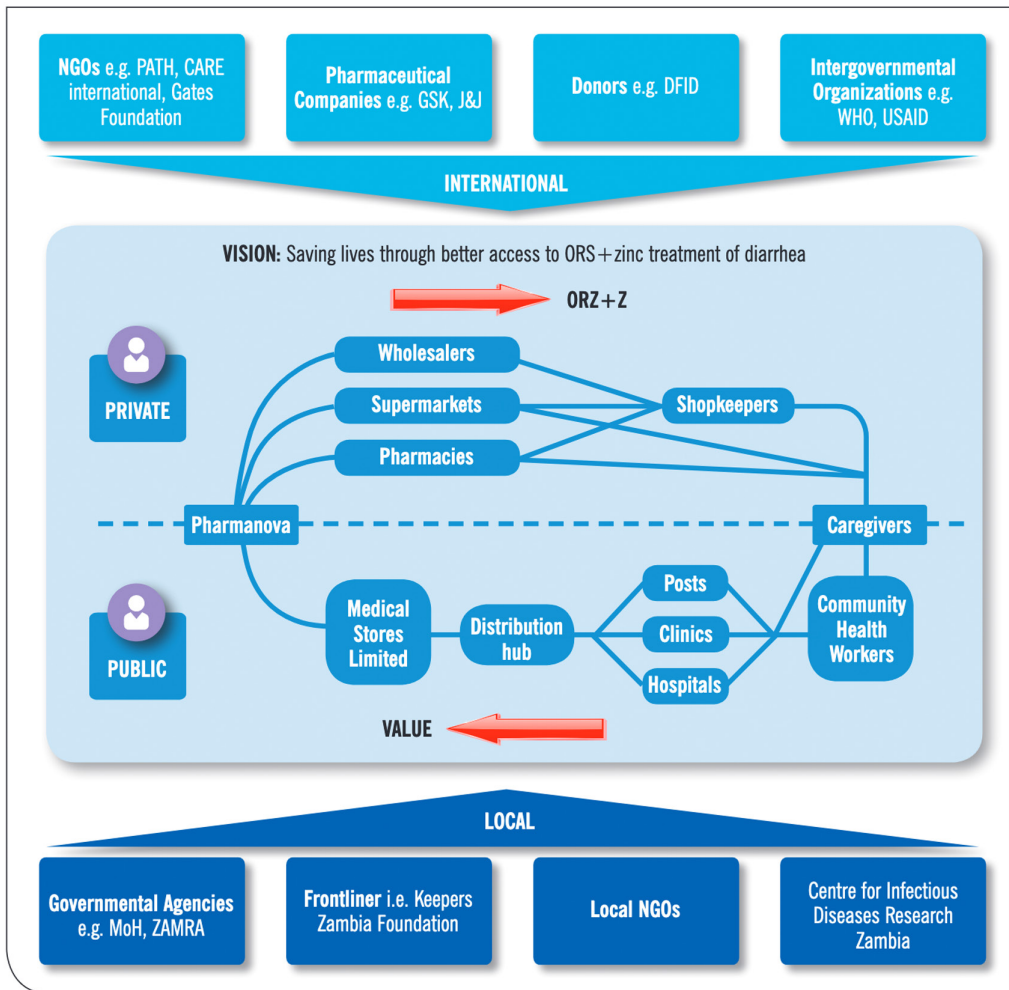 NGOs e.g. PATH, CARE
international, Gates
Foundation
Pharmaceutical
Companies e.g. GSK, J&J
Donors e.g. DFID
Intergovernmental
Organizations e.g.
WHO, USAID
INTERNATIONAL
VISION: Saving lives through better access to ORS+zinc treatment of diarrhea
ORZ+Z
PRIVATE
Wholesalers
Supermarkets
Pharmacies
Shopkeepers
Pharmanova
Caregivers
PUBLIC
Medical
Stores
Limited
Distribution
hub
Posts
Clinics
Hospitals
Community
Health
Workers
VALUE
LOCAL
Governmental Agencies
e.g. MoH, ZAMRA
Frontliner i.e. Keepers
Zambia Foundation
Local NGOs
Centre for Infectious
Diseases Research
Zambia